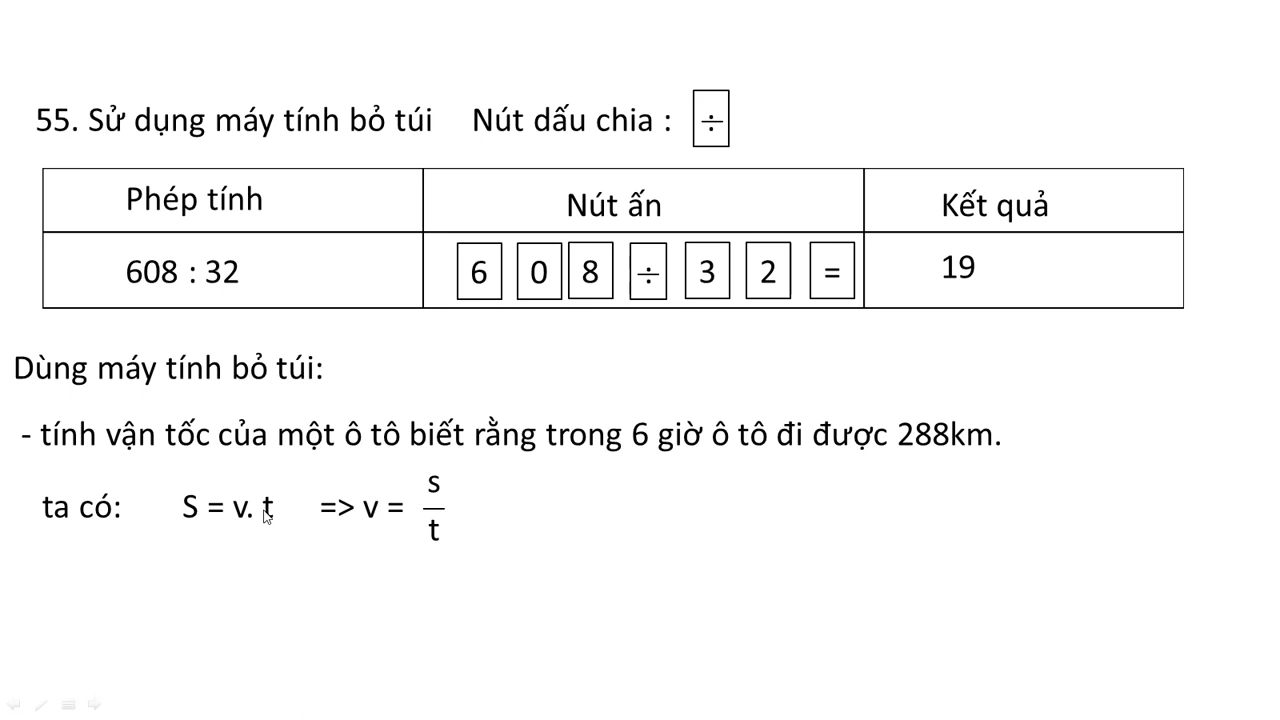 55. Sử dụng máy tính bỏ túi Nút dấu chia : ÷
Phép tính Nút ấn Kết quả
608 : 32 6 0 8 ÷ 3 2 = 19
Dùng máy tính bỏ túi:
- tính vận tốc của một ô tô biết rằng trong 6 giờ ô tô đi được 288km.
ta có: S = v. t => v = s/t